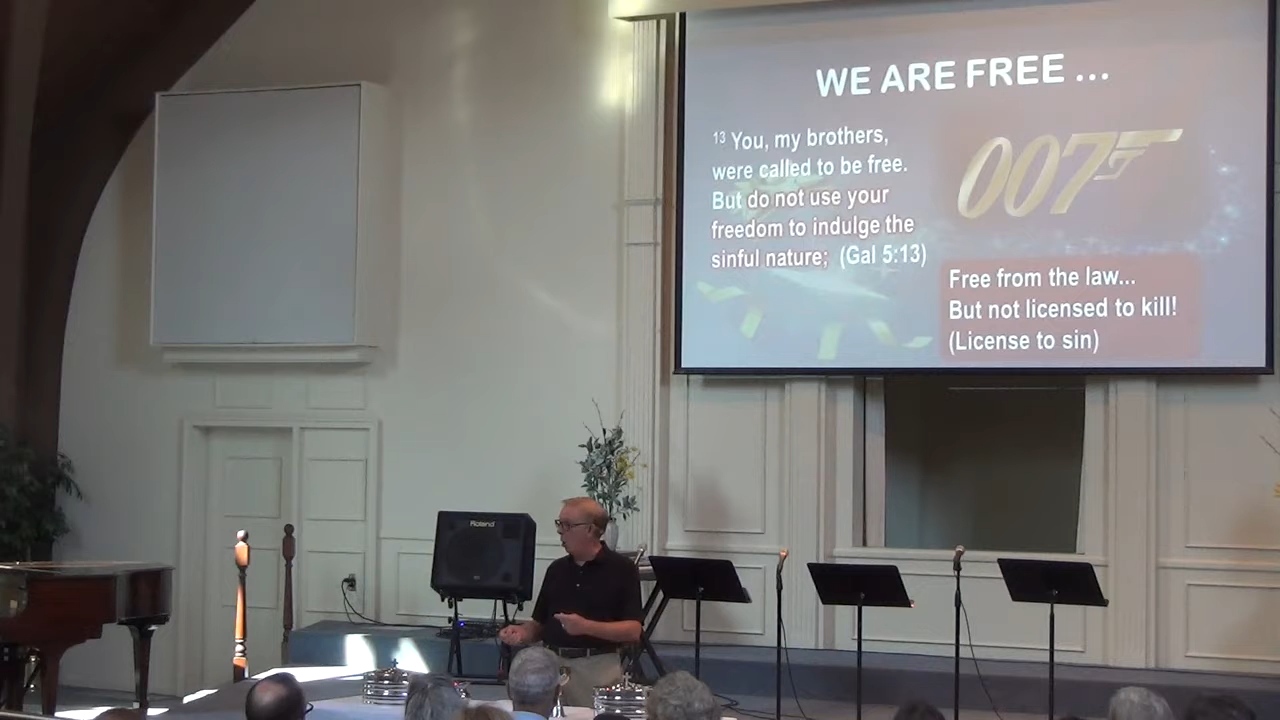 WE ARE FREE ...
13 You, my brothers,
were called to be free.
But do not use your
freedom to indulge the
sinful nature; (Gal 5:13)
007
Free from the law...
But not licensed to kill!
(License to sin)
Roland